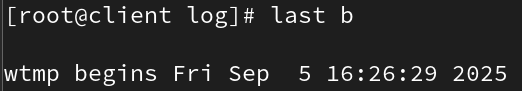 [root@client log]# last b
wtmp begins Fri Sep  5 16:26:29 2025